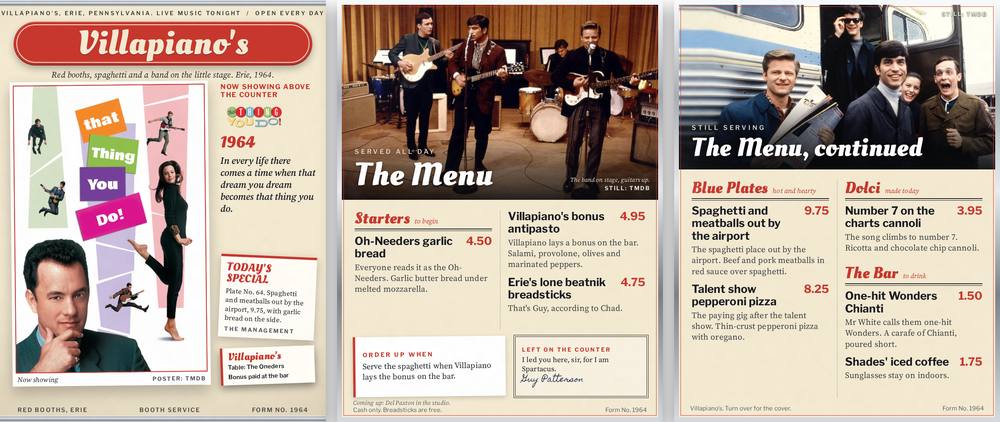 VILLAPIANO'S, ERIE, PENNSYLVANIA. LIVE MUSIC TONIGHT / OPEN EVERY DAY
Villapiano's
Red booths, spaghetti and a band on the little stage. Erie, 1964.
that
Thing
You
Do!
Now showing
POSTER: TMDB
NOW SHOWING ABOVE
THE COUNTER
THAT THING
YOU DO!
1964
In every life there
comes a time when that
dream you dream
becomes that thing you
do.
TODAY'S
SPECIAL
Plate No. 64. Spaghetti
and meatballs out by the
airport, 9.75, with garlic
bread on the side.
THE MANAGEMENT
Villapiano's
Table: The Oneders
Bonus paid at the bar
RED BOOTHS, ERIE
BOOTH SERVICE
FORM NO. 1964
SERVED ALL DAY
The Menu
The band on stage, guitars up.
STILL: TMDB
Starters to begin
Oh-Needers garlic 4.50
bread
Everyone reads it as the Oh-
Needers. Garlic butter bread under
melted mozzarella.
Villapiano's bonus 4.95
antipasto
Villapiano lays a bonus on the bar.
Salami, provolone, olives and
marinated peppers.
Erie's lone beatnik 4.75
breadsticks
That's Guy, according to Chad.
ORDER UP WHEN
Serve the spaghetti when Villapiano
lays the bonus on the bar.
LEFT ON THE COUNTER
I led you here, sir, for I am
Spartacus.
Guy Patterson
Coming up: Del Paxton in the studio.
Cash only. Breadsticks are free.
Form No. 1964
STILL: TMDB
STILL SERVING
The Menu, continued
Blue Plates hot and hearty
Spaghetti and 9.75
meatballs out by
the airport
The spaghetti place out by the
airport. Beef and pork meatballs in
red sauce over spaghetti.
Talent show 8.25
pepperoni pizza
The paying gig after the talent
show. Thin-crust pepperoni pizza
with oregano.
Dolci made today
Number 7 on the 3.95
charts cannoli
The song climbs to number 7.
Ricotta and chocolate chip cannoli.
The Bar to drink
One-hit Wonders 1.50
Chianti
Mr White calls them one-hit
Wonders. A carafe of Chianti,
poured short.
Shades' iced coffee 1.75
Sunglasses stay on indoors.
Villapiano's. Turn over for the cover.
Form No. 1964